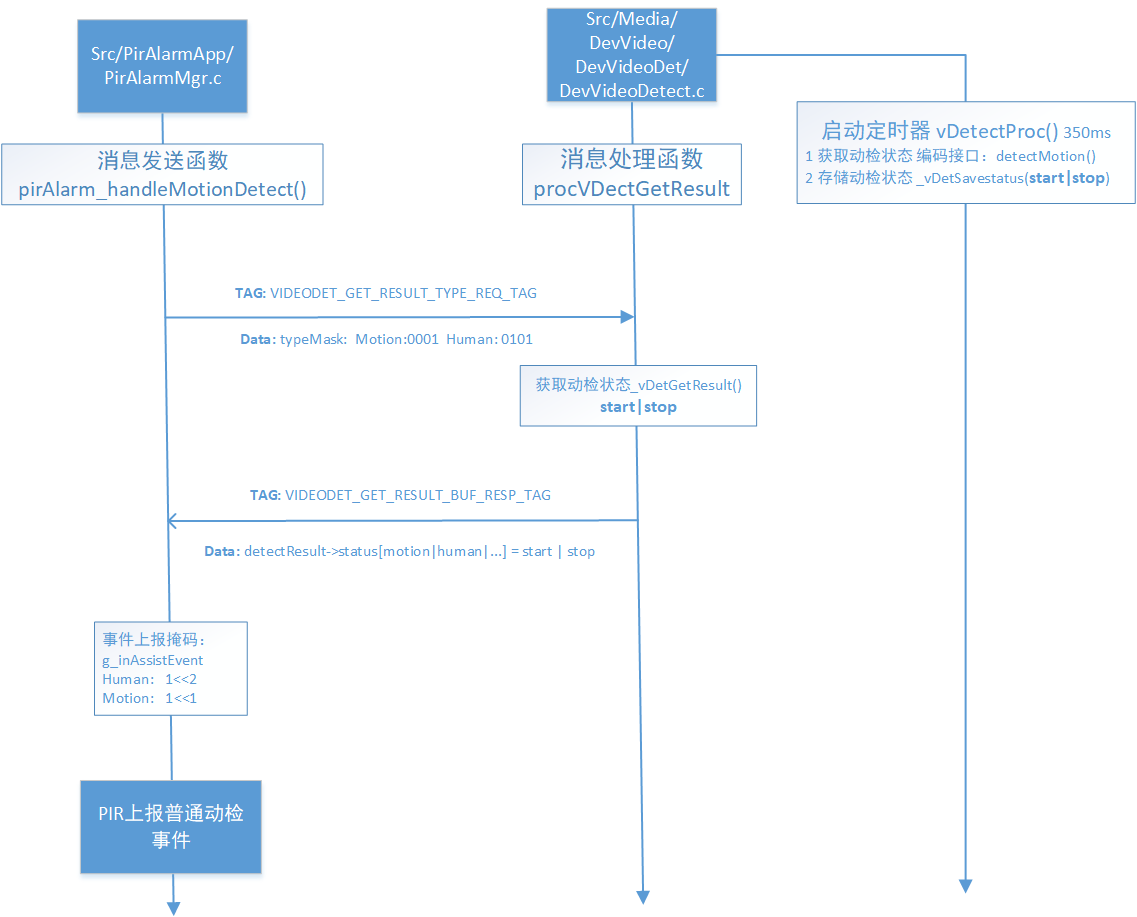 Src/PirAlarmApp/
PirAlarmMgr.c
Src/Media/
DevVideo/
DevVideoDet/
DevVideoDetect.c
启动定时器 vDetectProc() 350ms
1 获取动检状态 编码接口：detectMotion()
2 存储动检状态 _vDetSavestatus(start|stop)
消息发送函数
pirAlarm_handleMotionDetect()
消息处理函数
procVDectGetResult
TAG: VIDEODET_GET_RESULT_TYPE_REQ_TAG
Data: typeMask: Motion:0001 Human: 0101
获取动检状态_vDetGetResult()
start|stop
TAG: VIDEODET_GET_RESULT_BUF_RESP_TAG
Data: detectResult->status[motion|human|...] = start | stop
事件上报掩码：
g_inAssistEvent
Human: 1<<2
Motion: 1<<1
PIR上报普通动检
事件